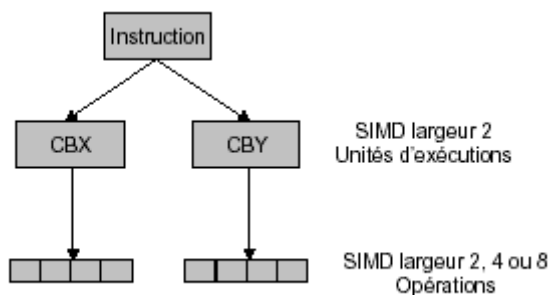 Instruction
CBX
CBY
SIMD largeur 2
Unités d'exécutions
SIMD largeur 2, 4 ou 8
Opérations